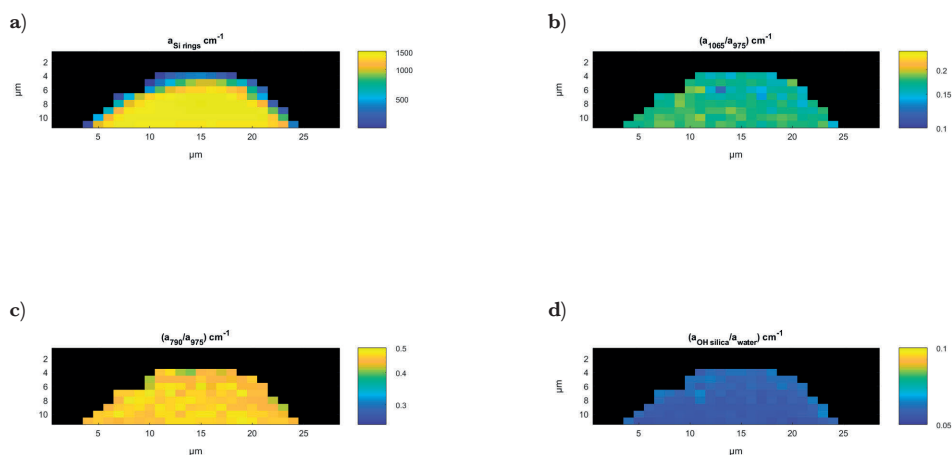 a)
a_Si rings cm^-1
2
4
6
8
10
µm
5 10 15 20 25
µm
1500
1000
500
b)
(a_1065/a_975) cm^-1
2
4
6
8
10
µm
5 10 15 20 25
µm
0.2
0.15
0.1
c)
(a_790/a_975) cm^-1
2
4
6
8
10
µm
5 10 15 20 25
µm
0.5
0.4
0.3
d)
(a_OH silica/a_water) cm^-1
2
4
6
8
10
µm
5 10 15 20 25
µm
0.1
0.05